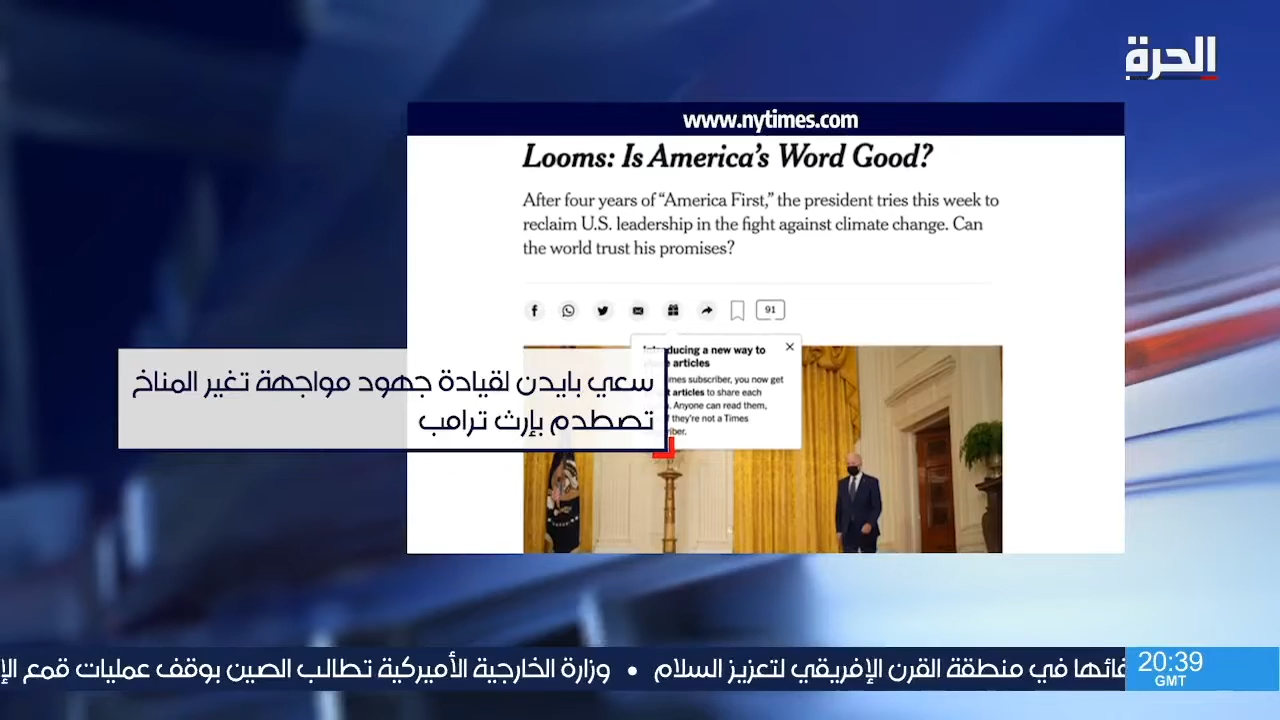 الحرة
www.nytimes.com
Looms: Is America's Word Good?
After four years of “America First,” the president tries this week to
reclaim U.S. leadership in the fight against climate change. Can
the world trust his promises?
91
ducing a new way to
articles
subscriber, you now get
articles to share each
Anyone can read them,
they're not a Times
سعي بايدن لقيادة جهود مواجهة تغير المناخ
تصطدم بإرث ترامب
في منطقة القرن الإفريقي لتعزيز السلام • وزارة الخارجية الأميركية تطالب الصين بوقف عمليات قمع
20:39
GMT